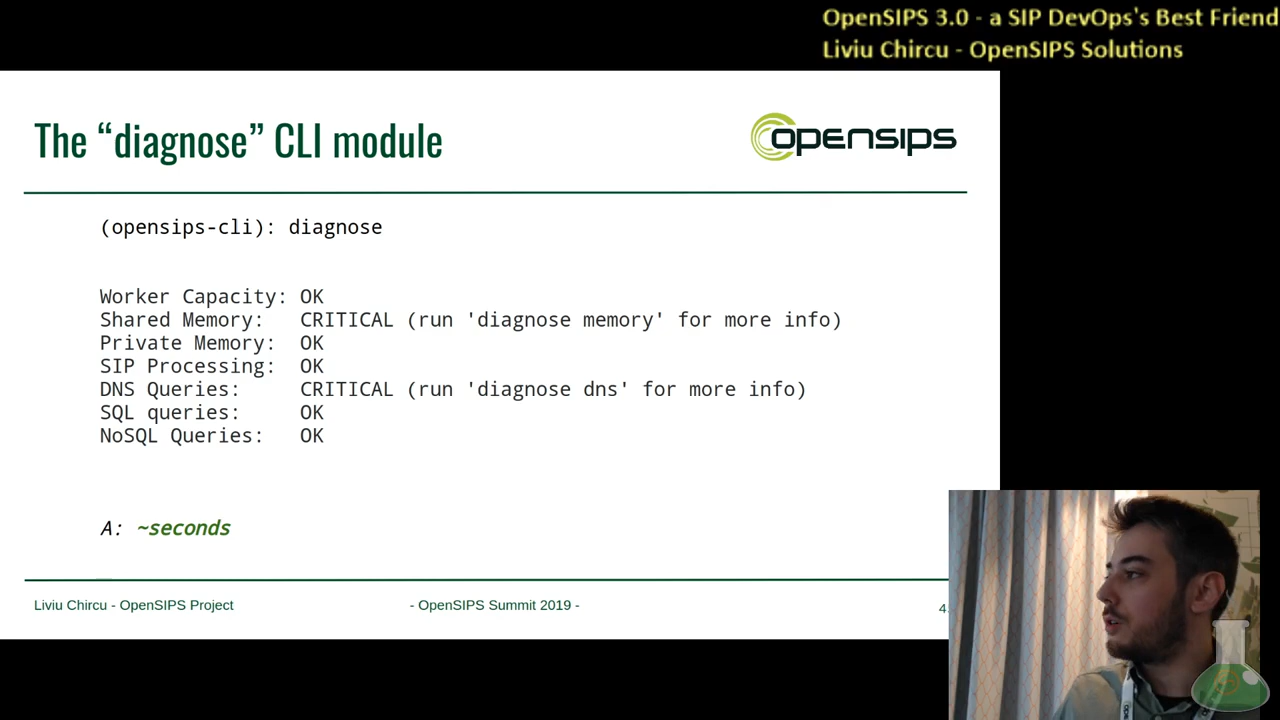 OpenSIPS 3.0 - a SIP DevOps's Best Friend
Liviu Chircu - OpenSIPS Solutions
The “diagnose” CLI module
opensips
(opensips-cli): diagnose
Worker Capacity: OK
Shared Memory: CRITICAL (run 'diagnose memory' for more info)
Private Memory: OK
SIP Processing: OK
DNS Queries: CRITICAL (run 'diagnose dns' for more info)
SQL queries: OK
NoSQL Queries: OK
A: ~seconds
Liviu Chircu - OpenSIPS Project
- OpenSIPS Summit 2019 -